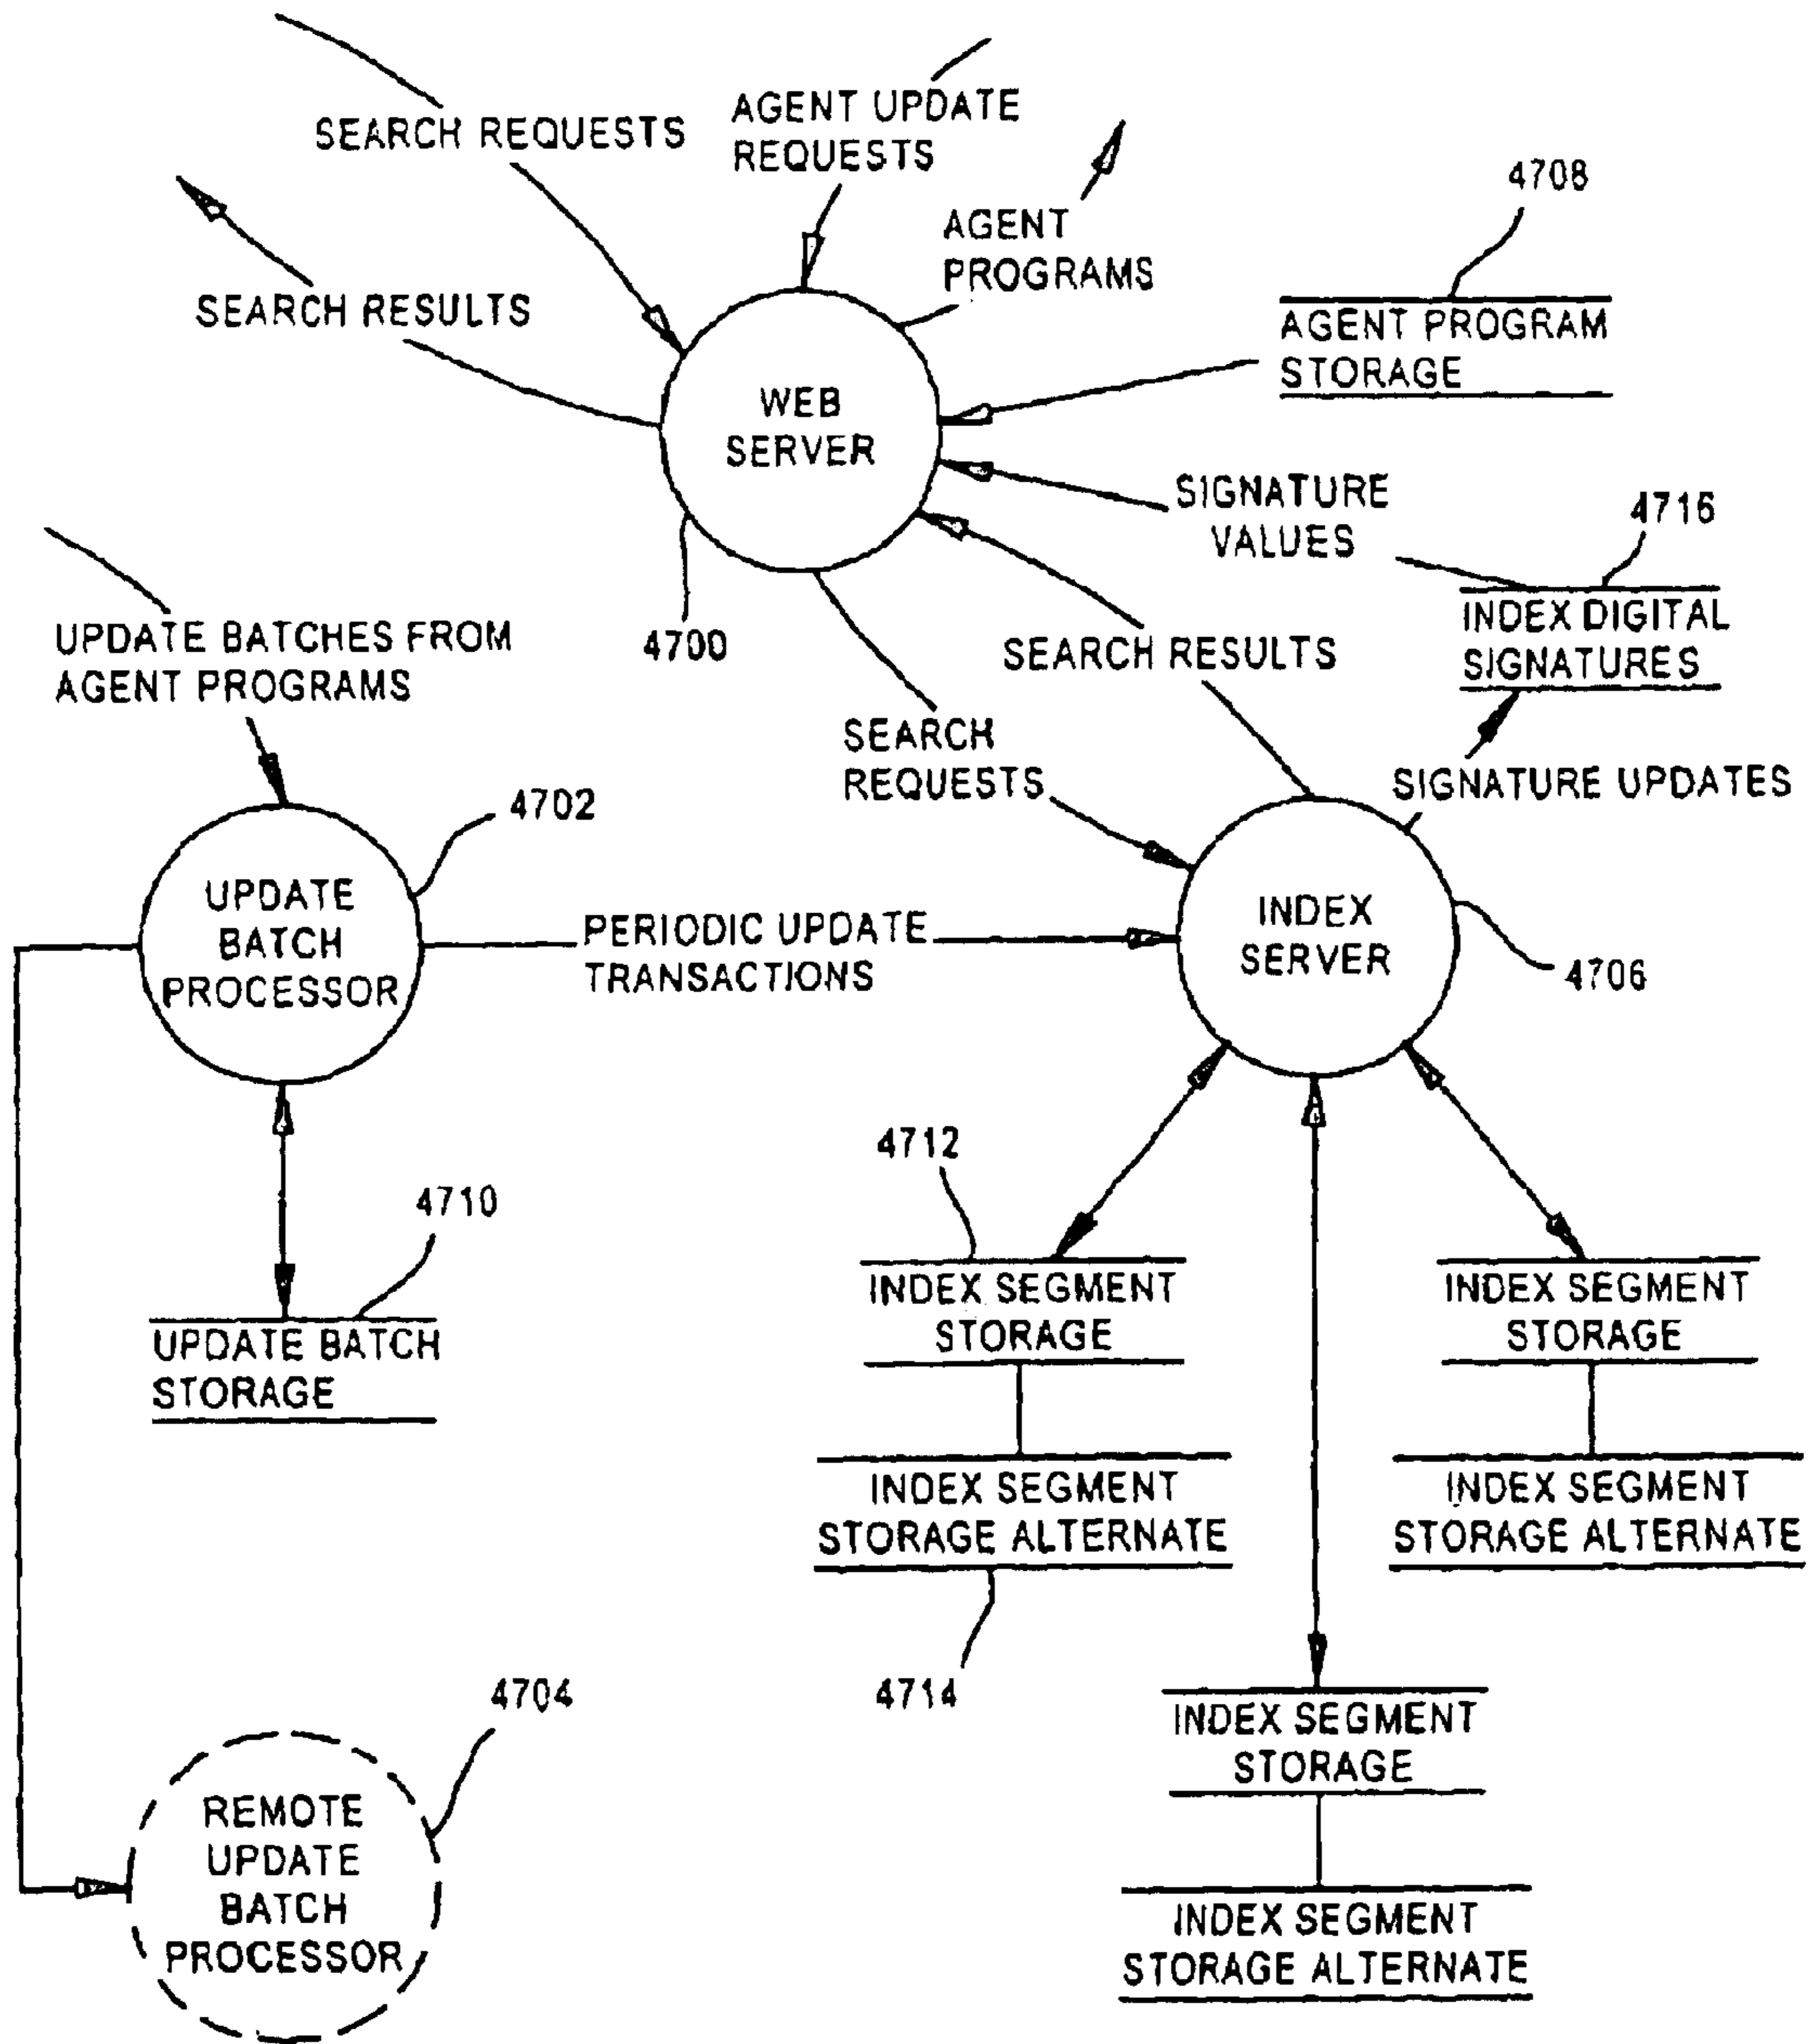 SEARCH REQUESTS
AGENT UPDATE
REQUESTS
4708
AGENT
PROGRAMS
SEARCH RESULTS
AGENT PROGRAM
STORAGE
WEB
SERVER
SIGNATURE
VALUES
4716
UPDATE BATCHES FROM
AGENT PROGRAMS
4700
SEARCH RESULTS
INDEX DIGITAL
SIGNATURES
SEARCH
REQUESTS
SIGNATURE UPDATES
4702
UPDATE
BATCH
PROCESSOR
PERIODIC UPDATE
TRANSACTIONS
INDEX
SERVER
4706
4712
4710
INDEX SEGMENT
STORAGE
INDEX SEGMENT
STORAGE
UPDATE BATCH
STORAGE
INDEX SEGMENT
STORAGE ALTERNATE
INDEX SEGMENT
STORAGE ALTERNATE
4704
4714
INDEX SEGMENT
STORAGE
REMOTE
UPDATE
BATCH
PROCESSOR
INDEX SEGMENT
STORAGE ALTERNATE